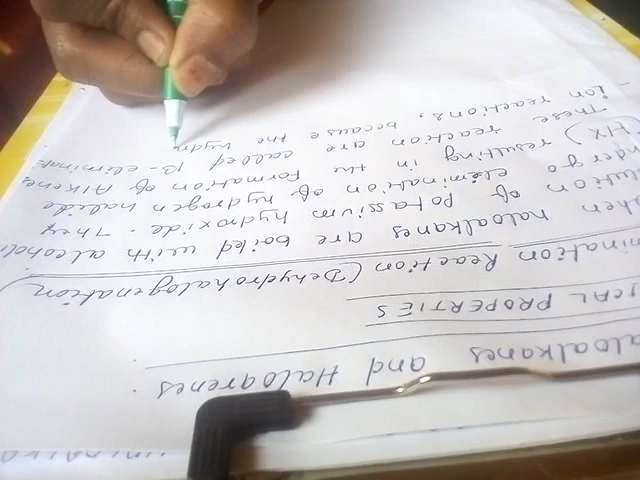 aloalkanes and Haloarenes.
ICAL PROPERTIES
mination Reaction (Dehydrohalogenation)
when haloalkanes are boiled with alcoholi
lution of potassium hydroxide. They
ndergo elimination of hydrogen halide
(HX) resulting in the formation of Alkene.
These reaction are called β-eliminat
ion reactions, because the hydr